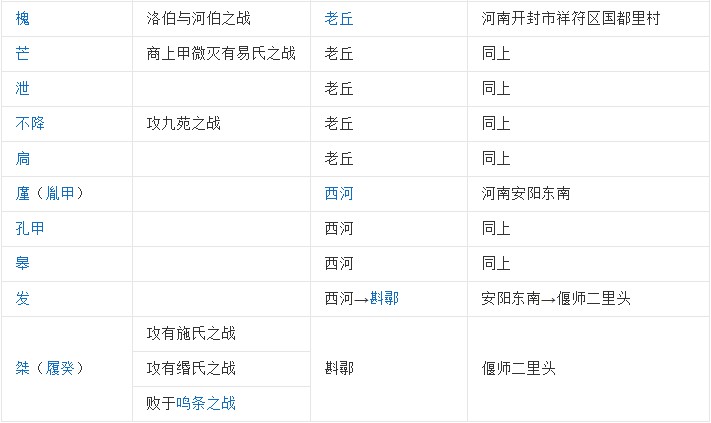 槐 洛伯与河伯之战 老丘 河南开封市祥符区国都里村
芒 商上甲微灭有易氏之战 老丘 同上
泄 老丘 同上
不降 攻九苑之战 老丘 同上
扃 老丘 同上
廑（胤甲） 西河 河南安阳东南
孔甲 西河 同上
皋 西河 同上
发 西河→斟鄩 安阳东南→偃师二里头
桀（履癸） 攻有施氏之战 斟鄩 偃师二里头
攻有缗氏之战
败于鸣条之战